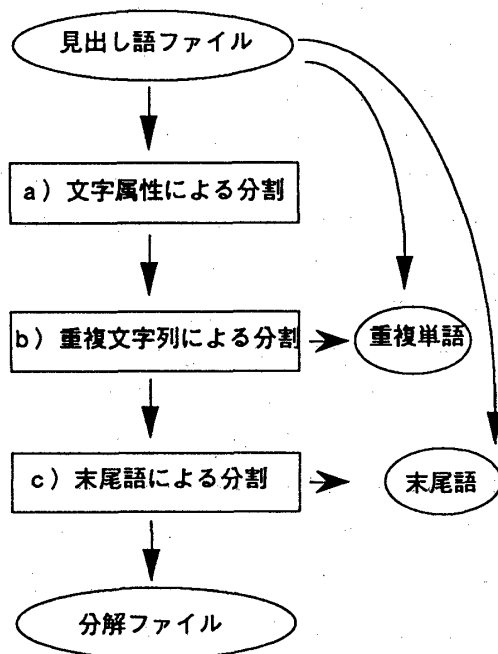 見出し語ファイル
a）文字属性による分割
b）重複文字列による分割
重複単語
c）末尾語による分割
末尾語
分解ファイル